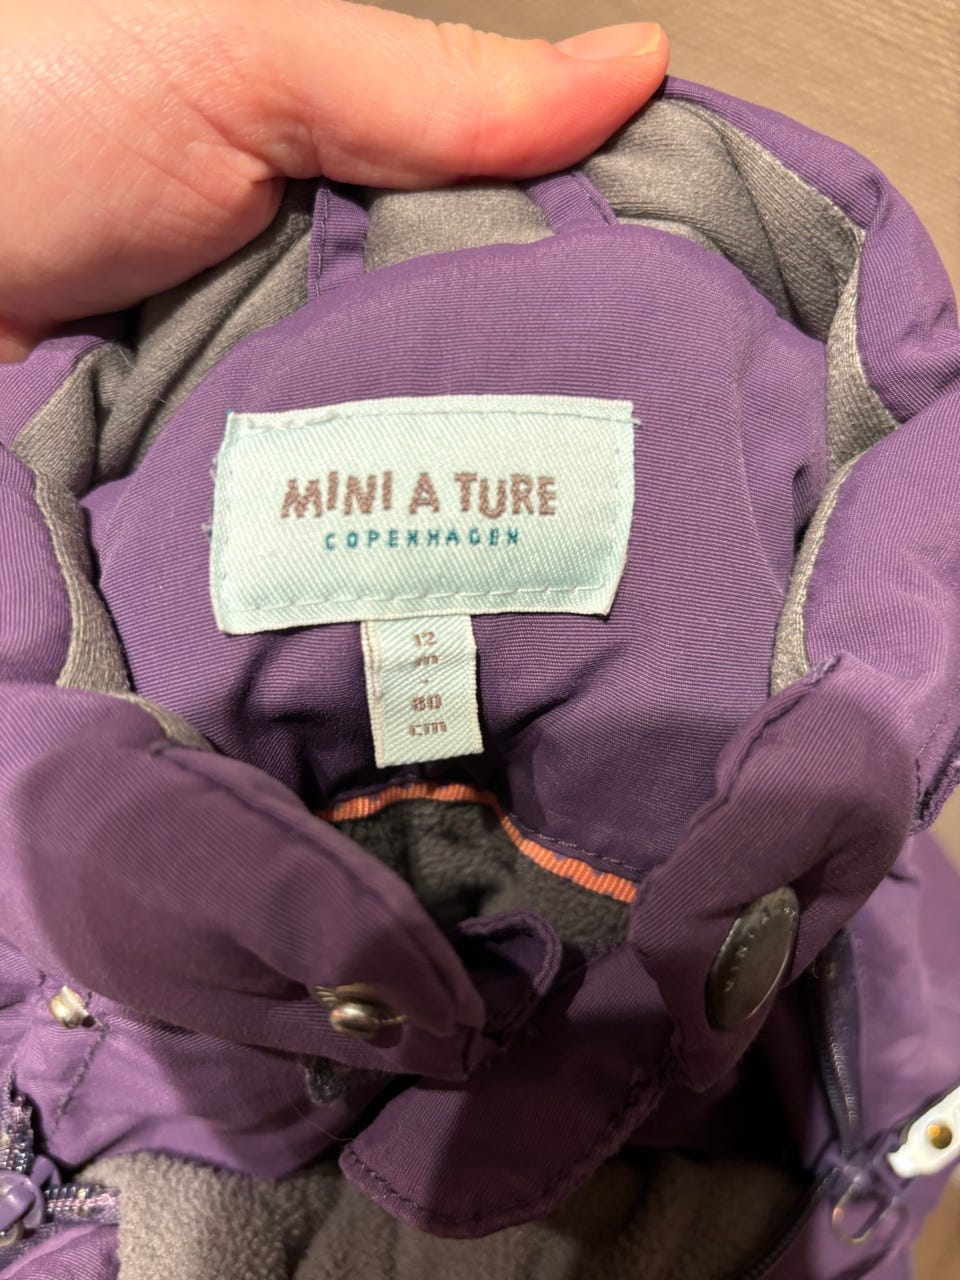 MINI A TURE
COPENHAGEN
12
m
-
80
cm